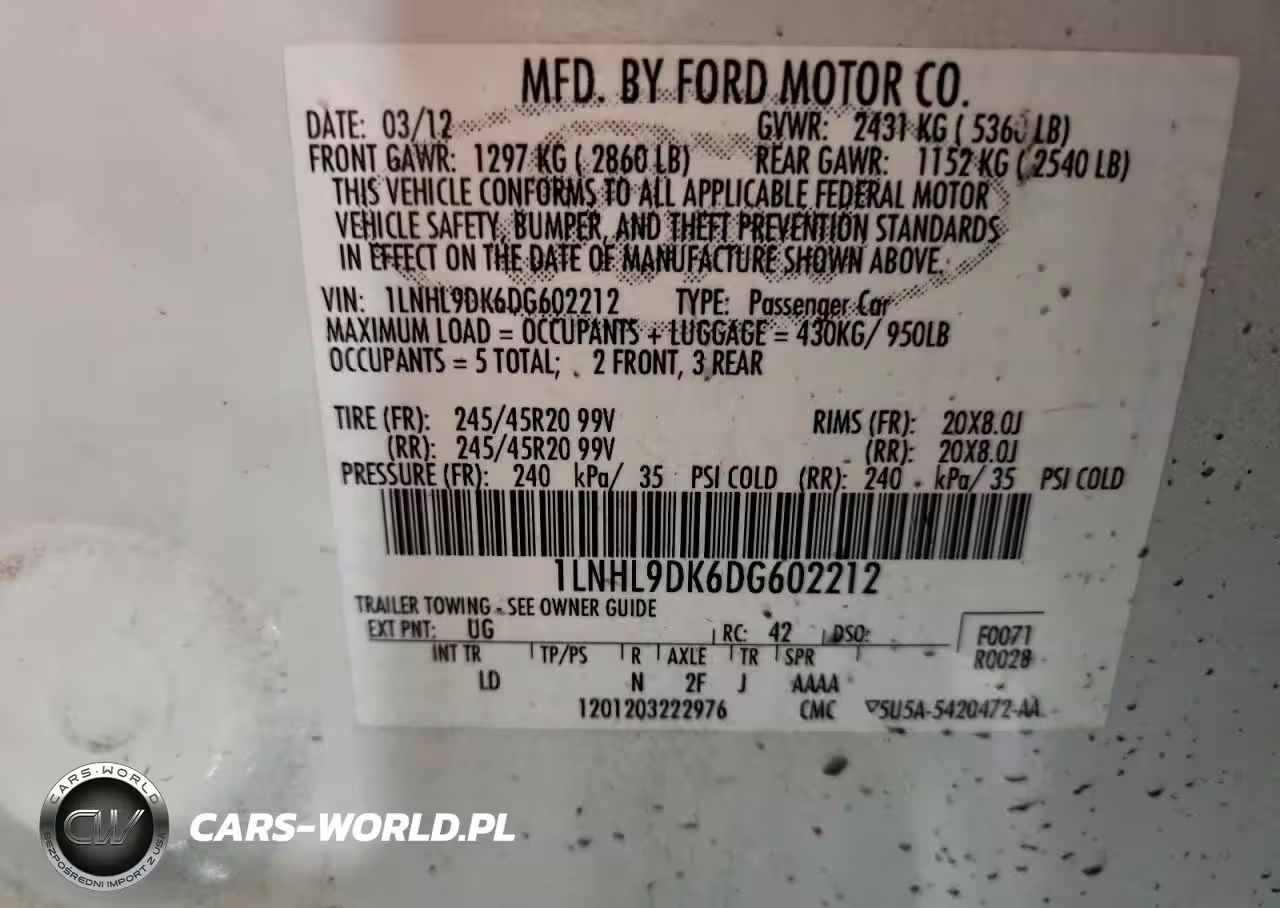 MFD. BY FORD MOTOR CO.
DATE: 03/12 GVWR: 2431 KG ( 5360 LB)
FRONT GAWR: 1297 KG ( 2860 LB) REAR GAWR: 1152 KG ( 2540 LB)
THIS VEHICLE CONFORMS TO ALL APPLICABLE FEDERAL MOTOR
VEHICLE SAFETY, BUMPER, AND THEFT PREVENTION STANDARDS
IN EFFECT ON THE DATE OF MANUFACTURE SHOWN ABOVE.
VIN: 1LNHL9DK6DG602212 TYPE: Passenger Car
MAXIMUM LOAD = OCCUPANTS + LUGGAGE = 430KG/ 950LB
OCCUPANTS = 5 TOTAL; 2 FRONT, 3 REAR
TIRE (FR): 245/45R20 99V RIMS (FR): 20X8.0J
(RR): 245/45R20 99V (RR): 20X8.0J
PRESSURE (FR): 240 kPa/ 35 PSI COLD (RR): 240 kPa/ 35 PSI COLD
1LNHL9DK6DG602212
TRAILER TOWING - SEE OWNER GUIDE
EXT PNT: UG RC: 42 DSO:
F0071
R0028
INT TR TP/PS R AXLE TR SPR
LD N 2F J AAAA
1201203222976 CMC ▽5U5A-5420472-AA
CARS-WORLD
CW
BEZPOŚREDNI IMPORT Z USA
CARS-WORLD.PL